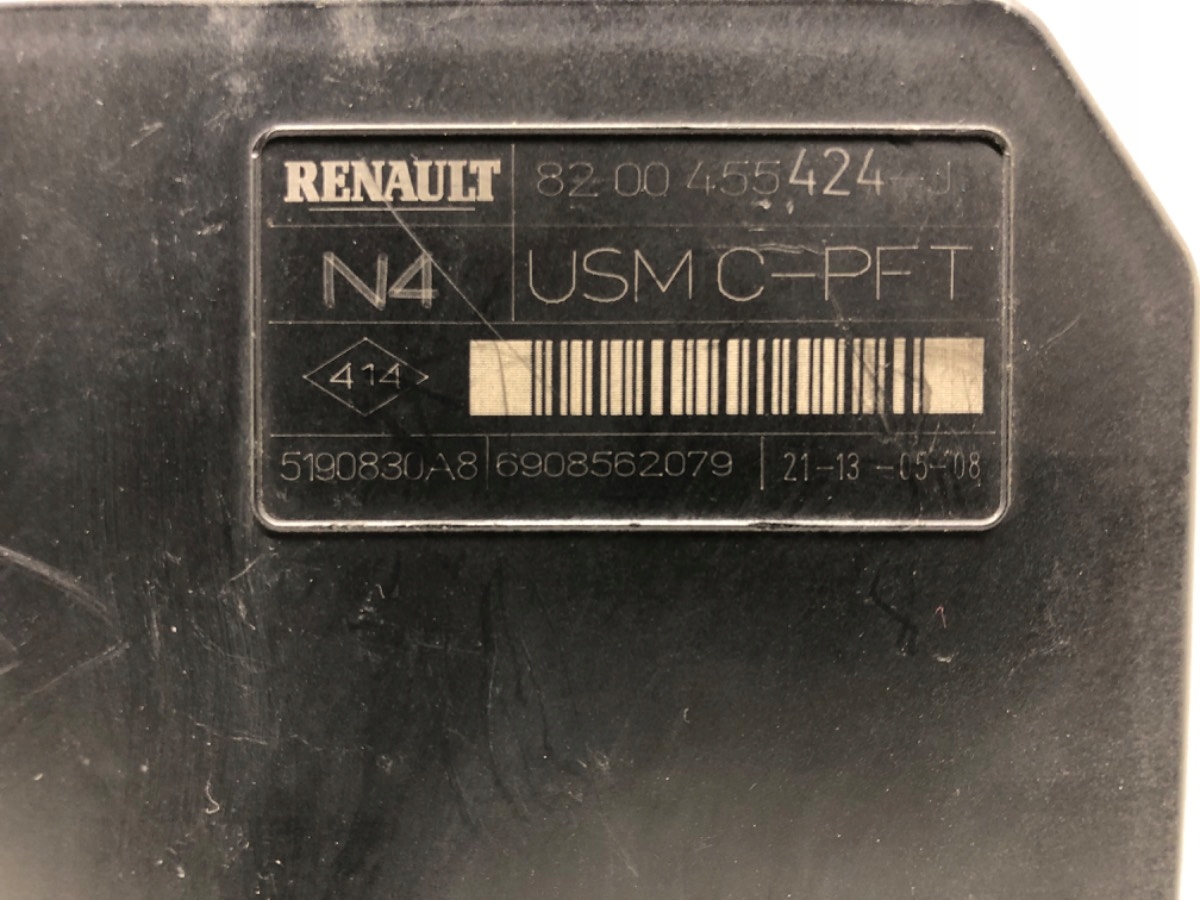 RENAULT 82 00 455 424--J
N4 USM C-PFT
414
5190830A8 6908562079 21-13 -05-08